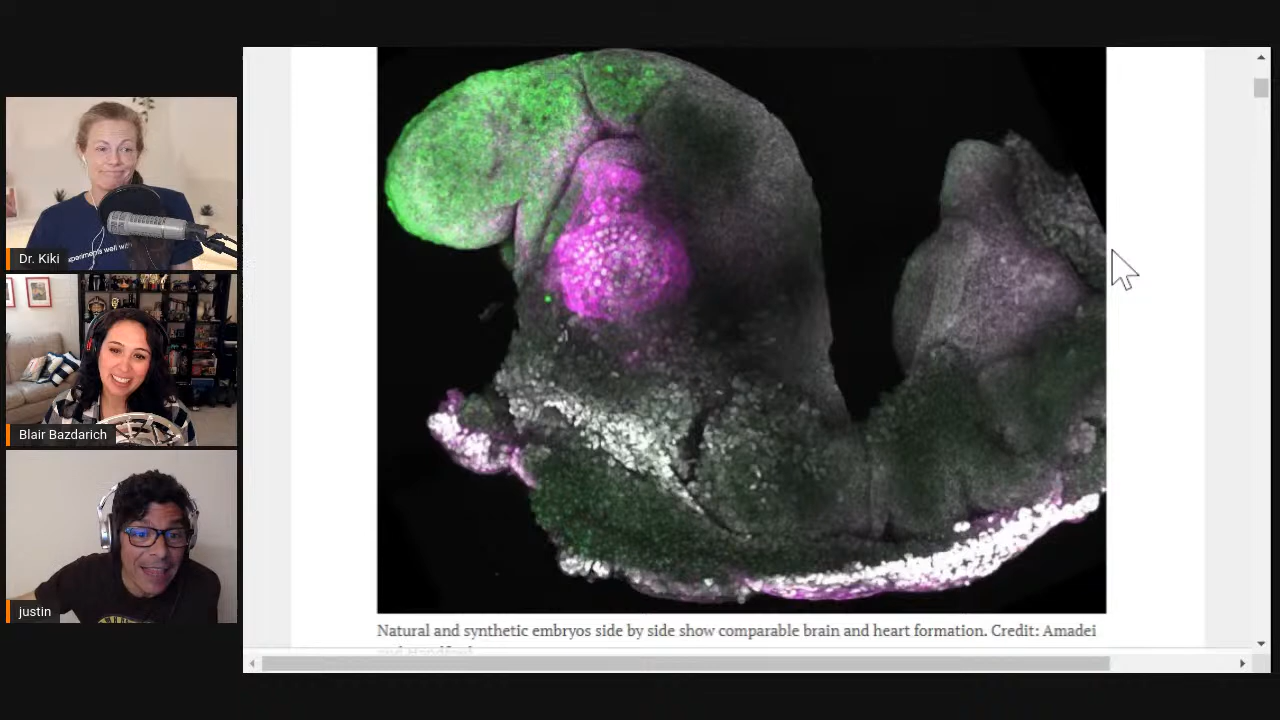 Dr. Kiki
Blair Bazdarich
justin
Natural and synthetic embryos side by side show comparable brain and heart formation. Credit: Amadei